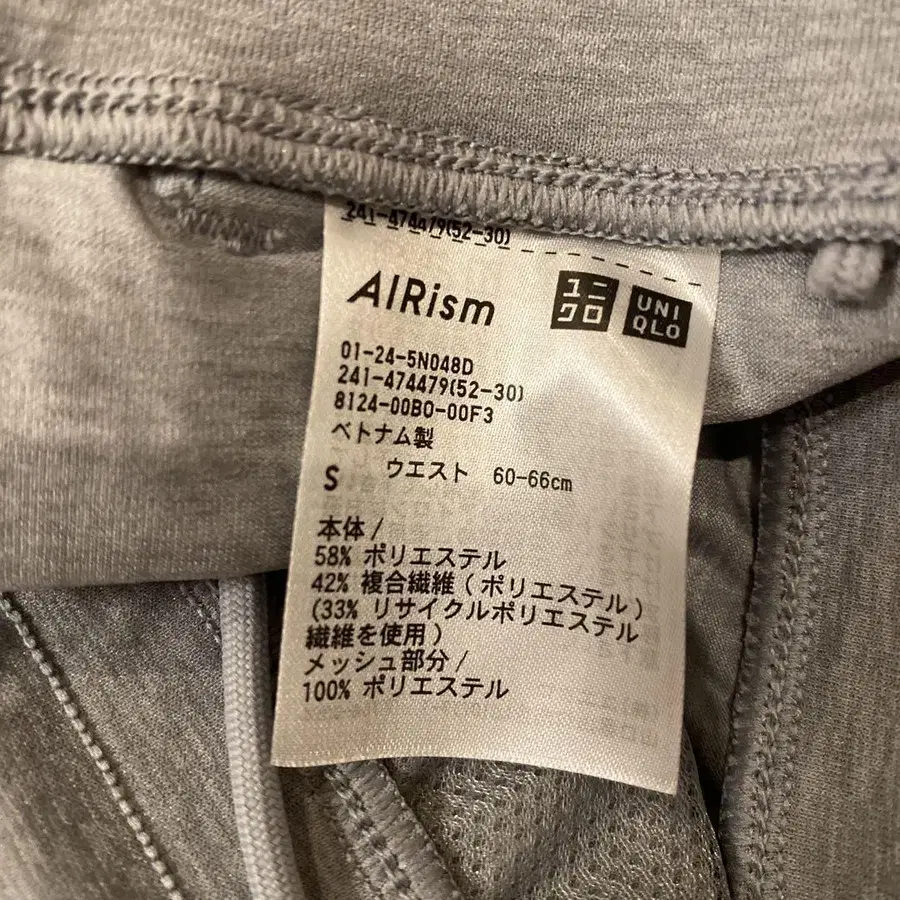 241-474479(52-30)
AIRism
ユニクロ
UNIQLO
01-24-5N048D
241-474479(52-30)
8124-00B0-00F3
ベトナム製
S ウエスト 60-66cm
本体/
58% ポリエステル
42% 複合繊維(ポリエステル)
(33% リサイクルポリエステル
繊維を使用)
メッシュ部分/
100% ポリエステル